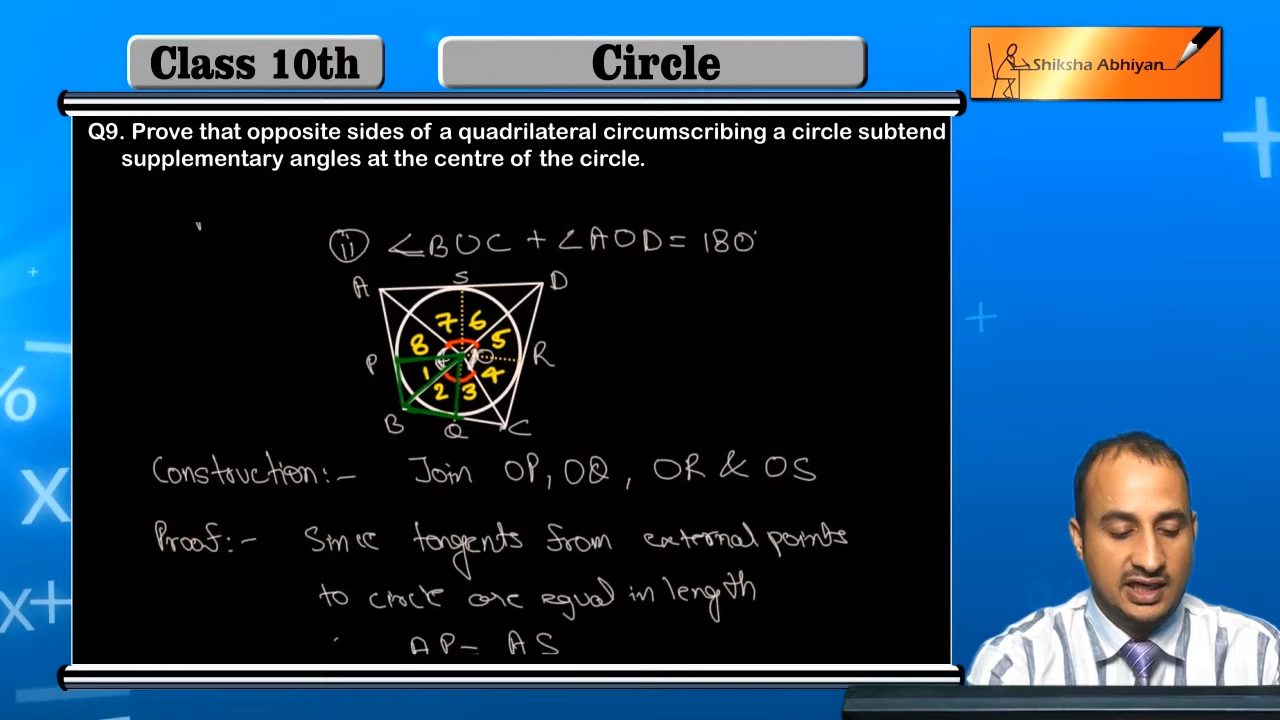 Class 10th
Circle
Shiksha Abhiyan
Q9. Prove that opposite sides of a quadrilateral circumscribing a circle subtend
supplementary angles at the centre of the circle.
(ii) ∠BOC + ∠AOD = 180°
A S D
7 6
8 5
P O R
1 4
2 3
B Q C
Construction:- Join OP, OQ, OR & OS
Proof:- Since tangents from external points
to circle are equal in length
AP = AS